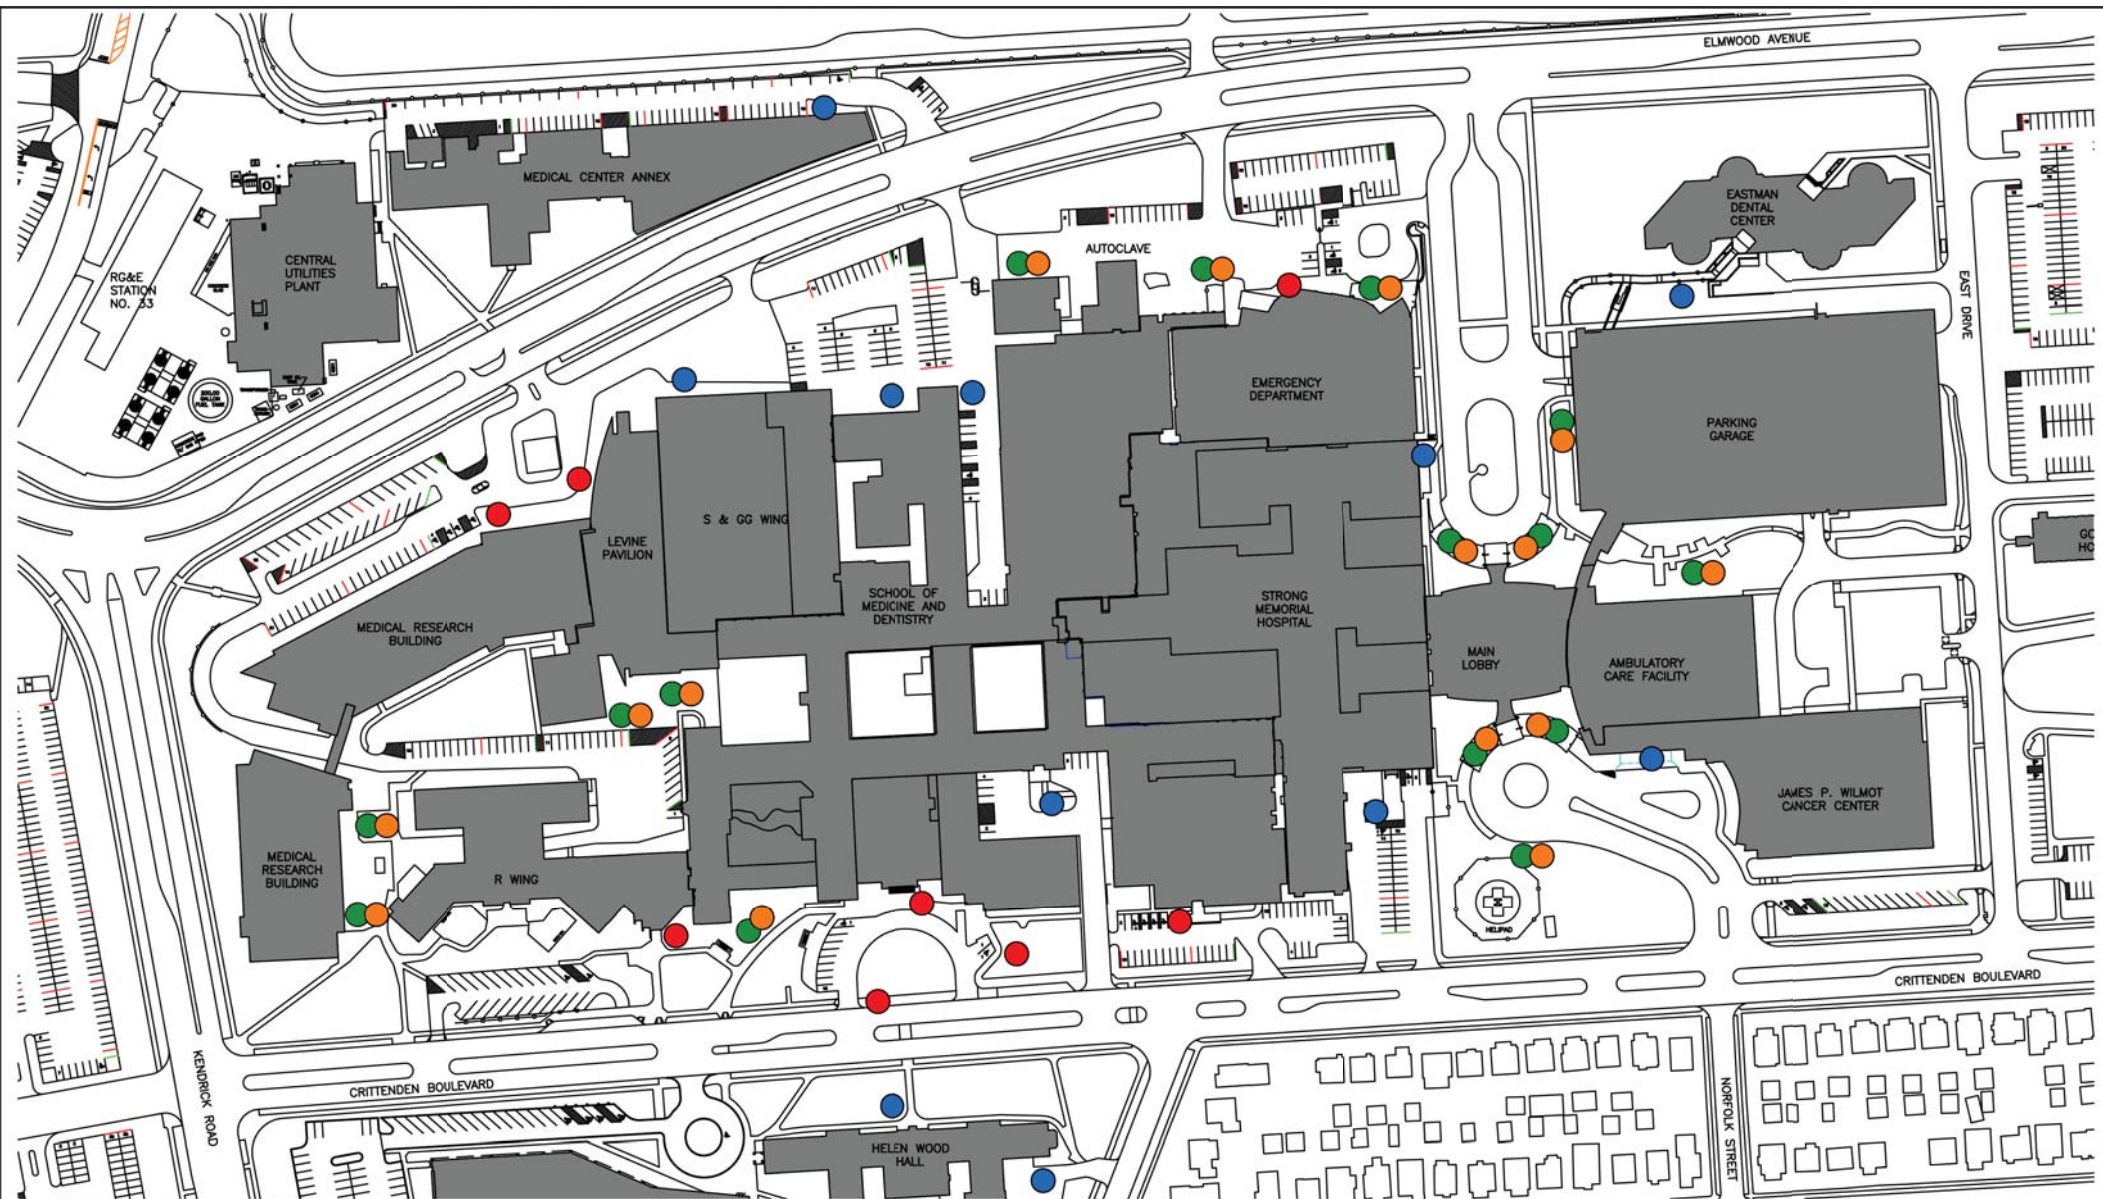 ELMWOOD AVENUE
MEDICAL CENTER ANNEX
EASTMAN
DENTAL
CENTER
AUTOCLAVE
CENTRAL
UTILITIES
PLANT
RG&E
STATION
NO. 33
EAST DRIVE
EMERGENCY
DEPARTMENT
PARKING
GARAGE
S & GG WING
LEVINE
PAVILION
GO
HO
SCHOOL OF
MEDICINE AND
DENTISTRY
STRONG
MEMORIAL
HOSPITAL
MEDICAL RESEARCH
BUILDING
MAIN
LOBBY
AMBULATORY
CARE FACILITY
JAMES P. WILMOT
CANCER CENTER
MEDICAL
RESEARCH
BUILDING
R WING
HELIPAD
CRITTENDEN BOULEVARD
KENDRICK ROAD
CRITTENDEN BOULEVARD
NORFOLK STREET
HELEN WOOD
HALL